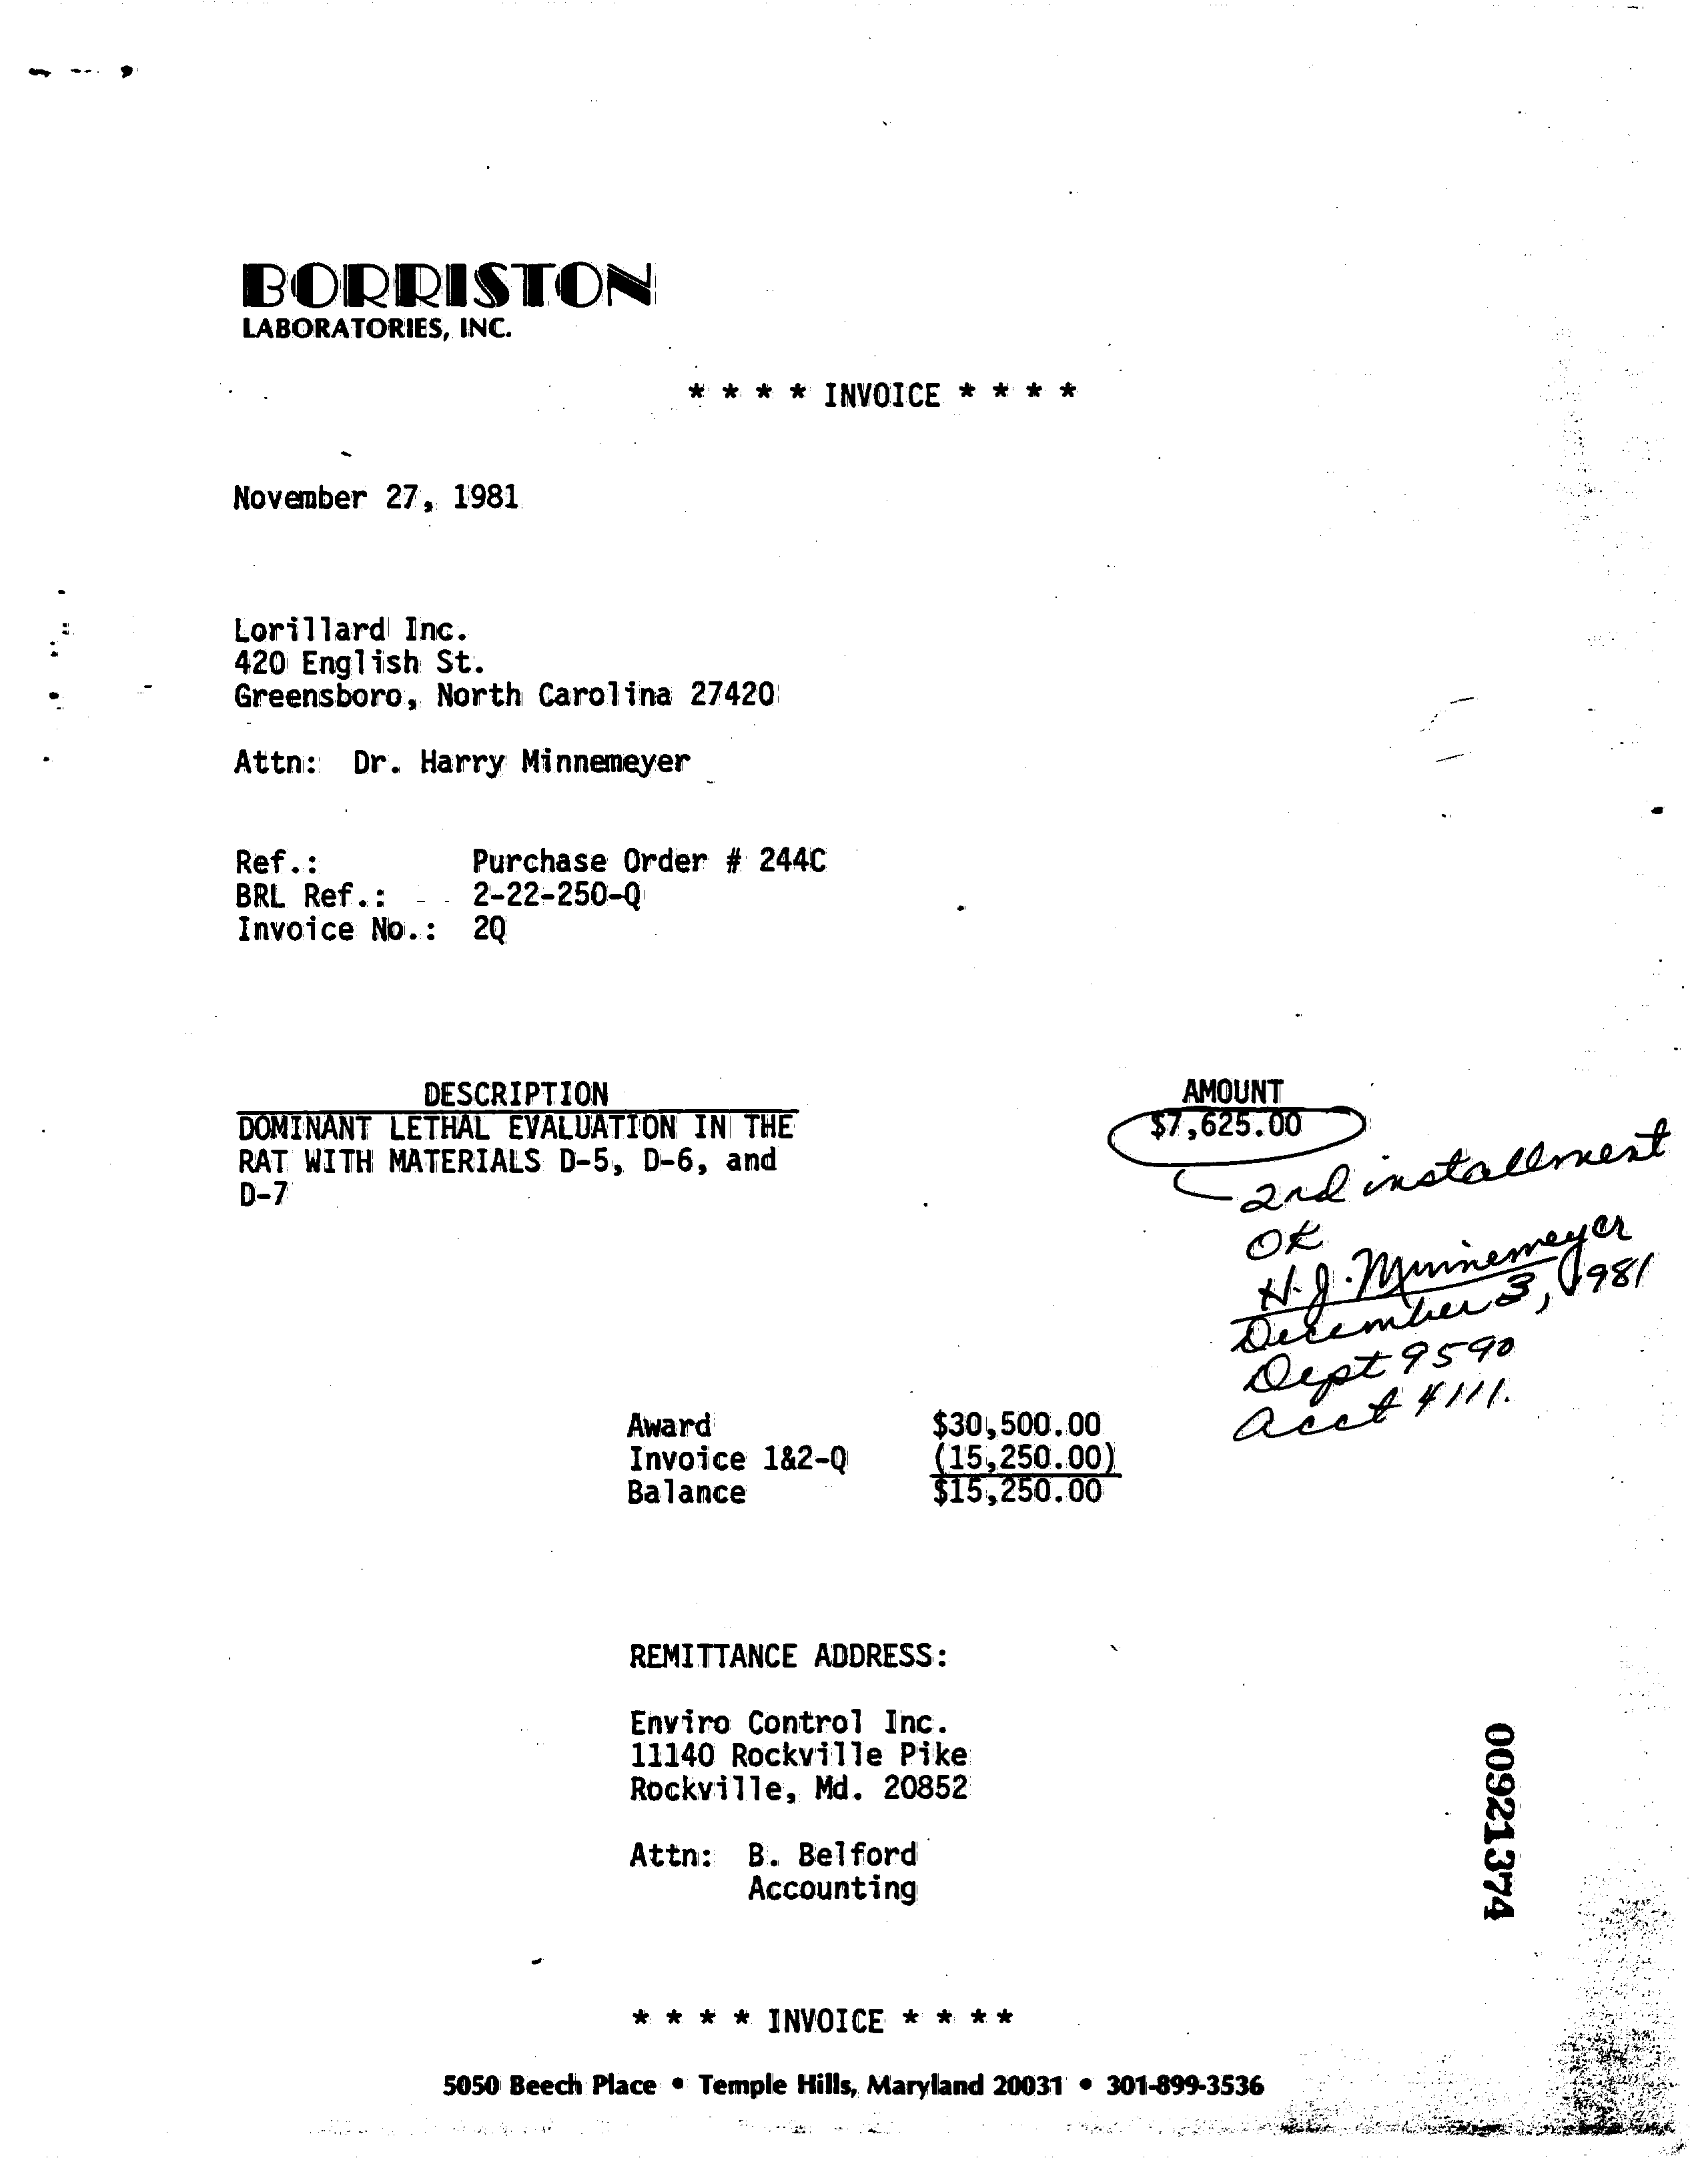 BORRISTON
LABORATORIES, INC.
* * * * INVOICE * * * *
November 27, 1981
Lorillard Inc.
420 English St.
Greensboro, North Carolina 27420
Attn: Dr. Harry Minnemeyer
Ref.: Purchase Order # 244C
BRL Ref.: 2-22-250-Q
Invoice No.: 2Q
DESCRIPTION AMOUNT
DOMINANT LETHAL EVALUATION IN THE $7,625.00
RAT WITH MATERIALS D-5, D-6, and
D-7
2nd installment
OK
H. J. Minnemeyer
December 3, 1981
Dept 9590
Acct 4111.
Award $30,500.00
Invoice 1&2-Q (15,250.00)
Balance $15,250.00
REMITTANCE ADDRESS:
Enviro Control Inc.
11140 Rockville Pike
Rockville, Md. 20852
Attn: B. Belford
Accounting
00921374
* * * * INVOICE * * * *
5050 Beech Place • Temple Hills, Maryland 20031 • 301-899-3536